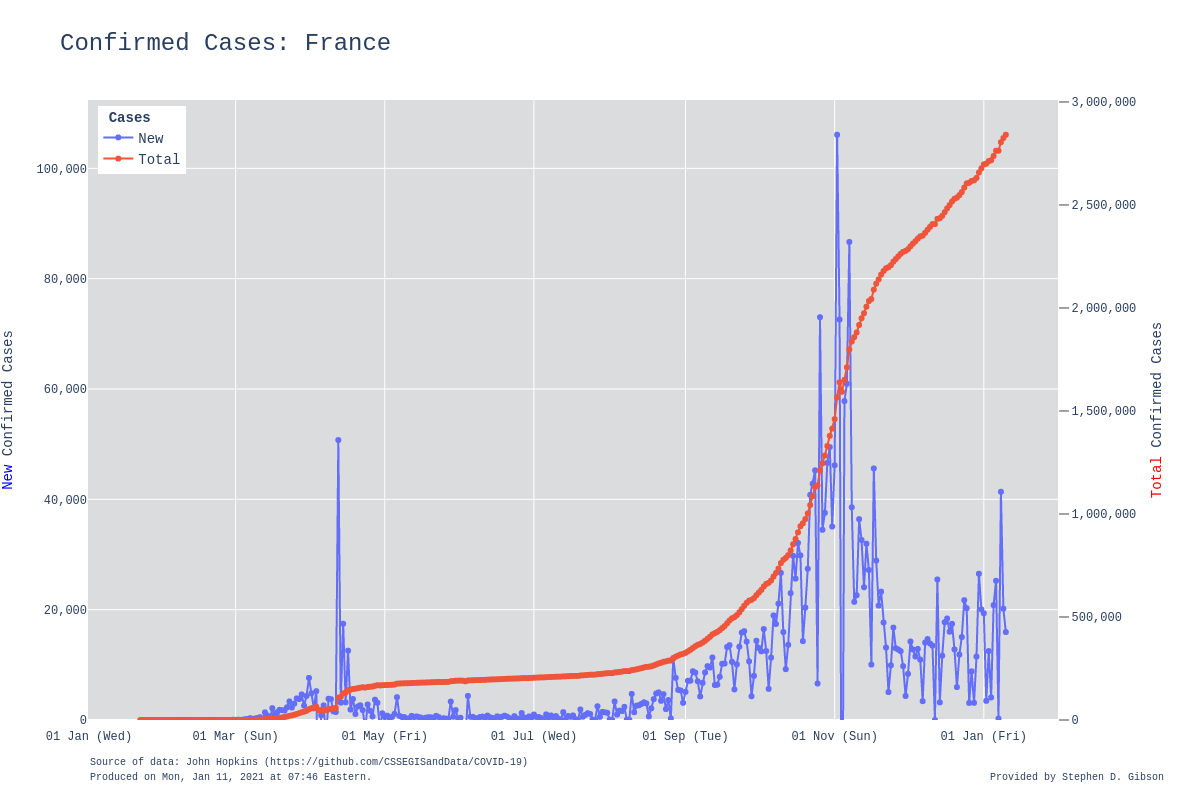 Confirmed Cases: France
Cases
New
Total
100,000
80,000
60,000
40,000
20,000
0
New Confirmed Cases
3,000,000
2,500,000
2,000,000
1,500,000
1,000,000
500,000
0
Total Confirmed Cases
01 Jan (Wed)
01 Mar (Sun)
01 May (Fri)
01 Jul (Wed)
01 Sep (Tue)
01 Nov (Sun)
01 Jan (Fri)
Source of data: John Hopkins (https://github.com/CSSEGISandData/COVID-19)
Produced on Mon, Jan 11, 2021 at 07:46 Eastern.
Provided by Stephen D. Gibson